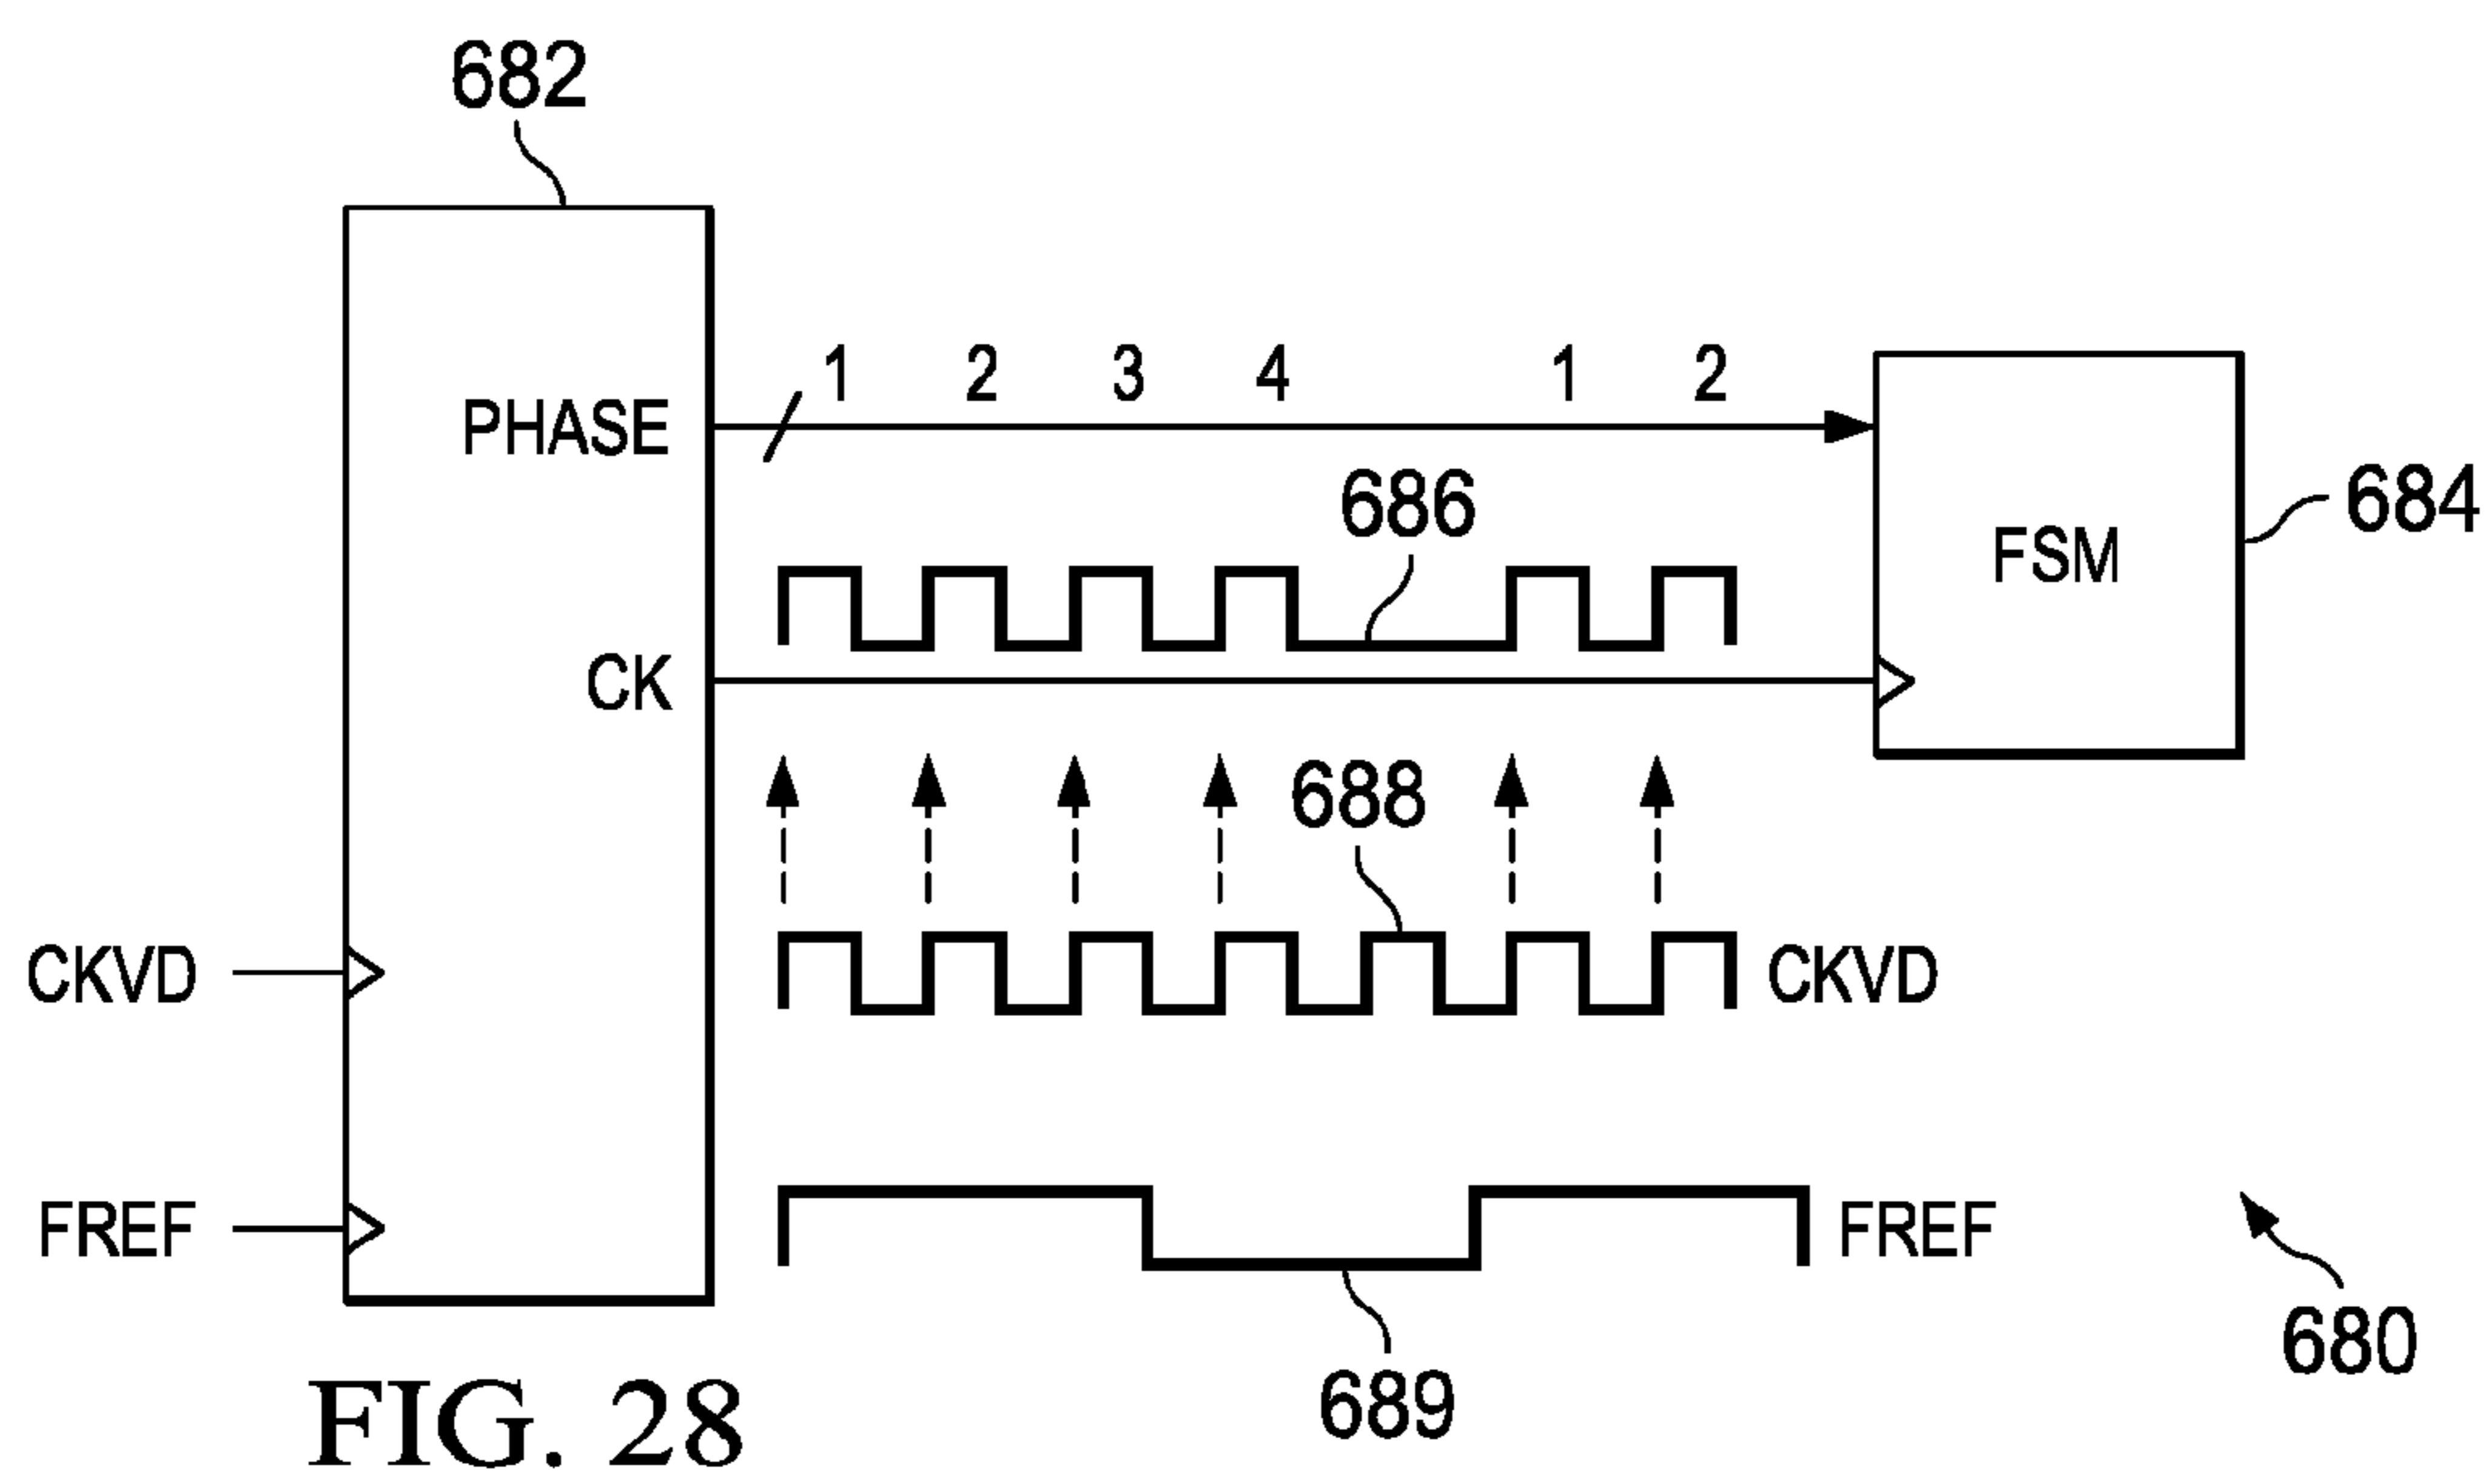 682
1 2 3 4 1 2
PHASE
686
684
FSM
CK
688
CKVD
CKVD
FREF
FREF
680
689
FIG. 28